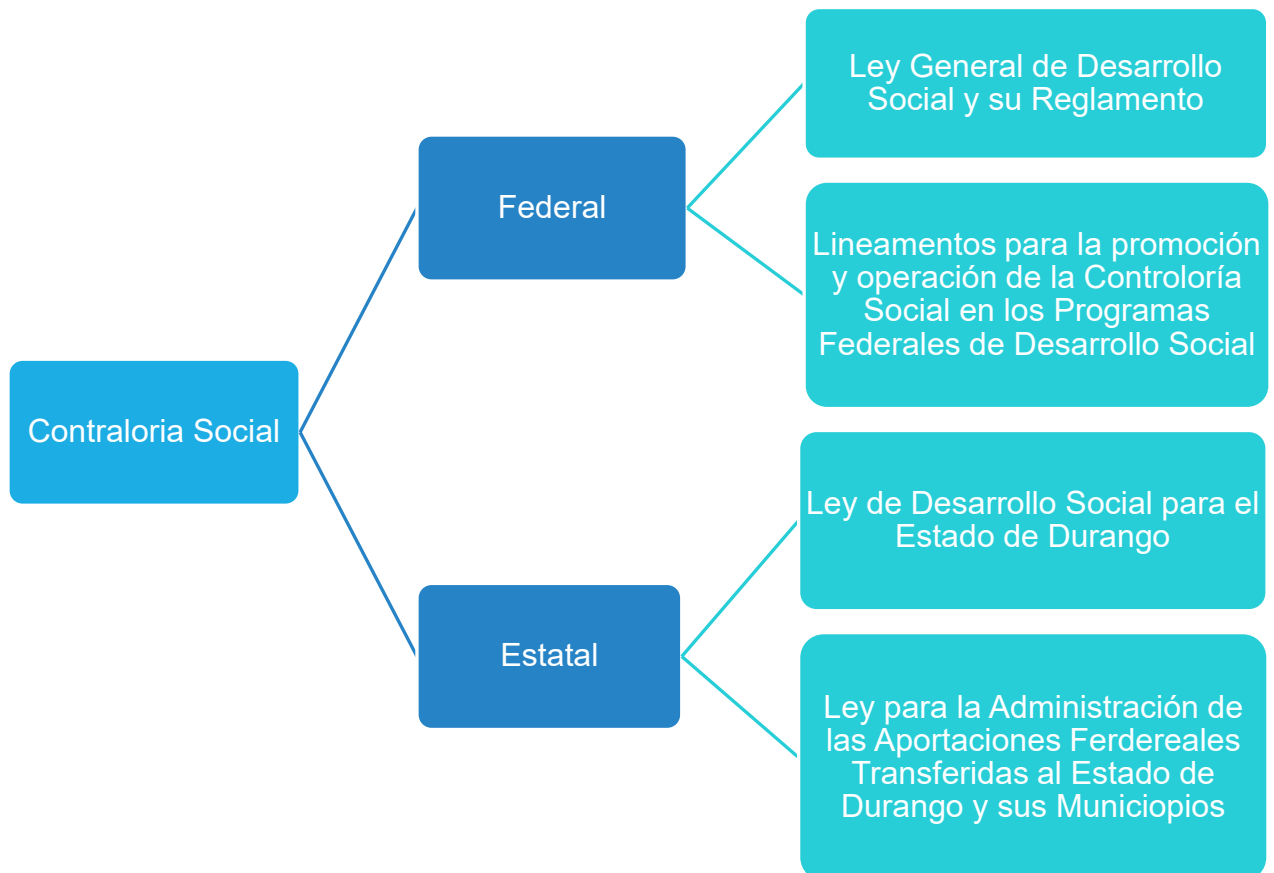 Contraloria Social
Federal
Ley General de Desarrollo
Social y su Reglamento
Lineamentos para la promoción
y operación de la Controloría
Social en los Programas
Federales de Desarrollo Social
Estatal
Ley de Desarrollo Social para el
Estado de Durango
Ley para la Administración de
las Aportaciones Ferdereales
Transferidas al Estado de
Durango y sus Municiopios